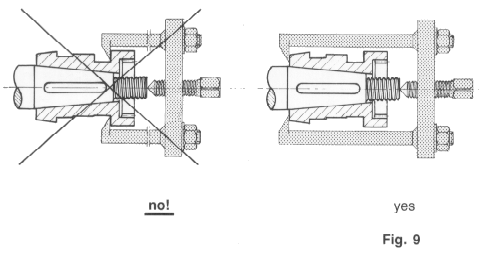 no!
yes
Fig. 9